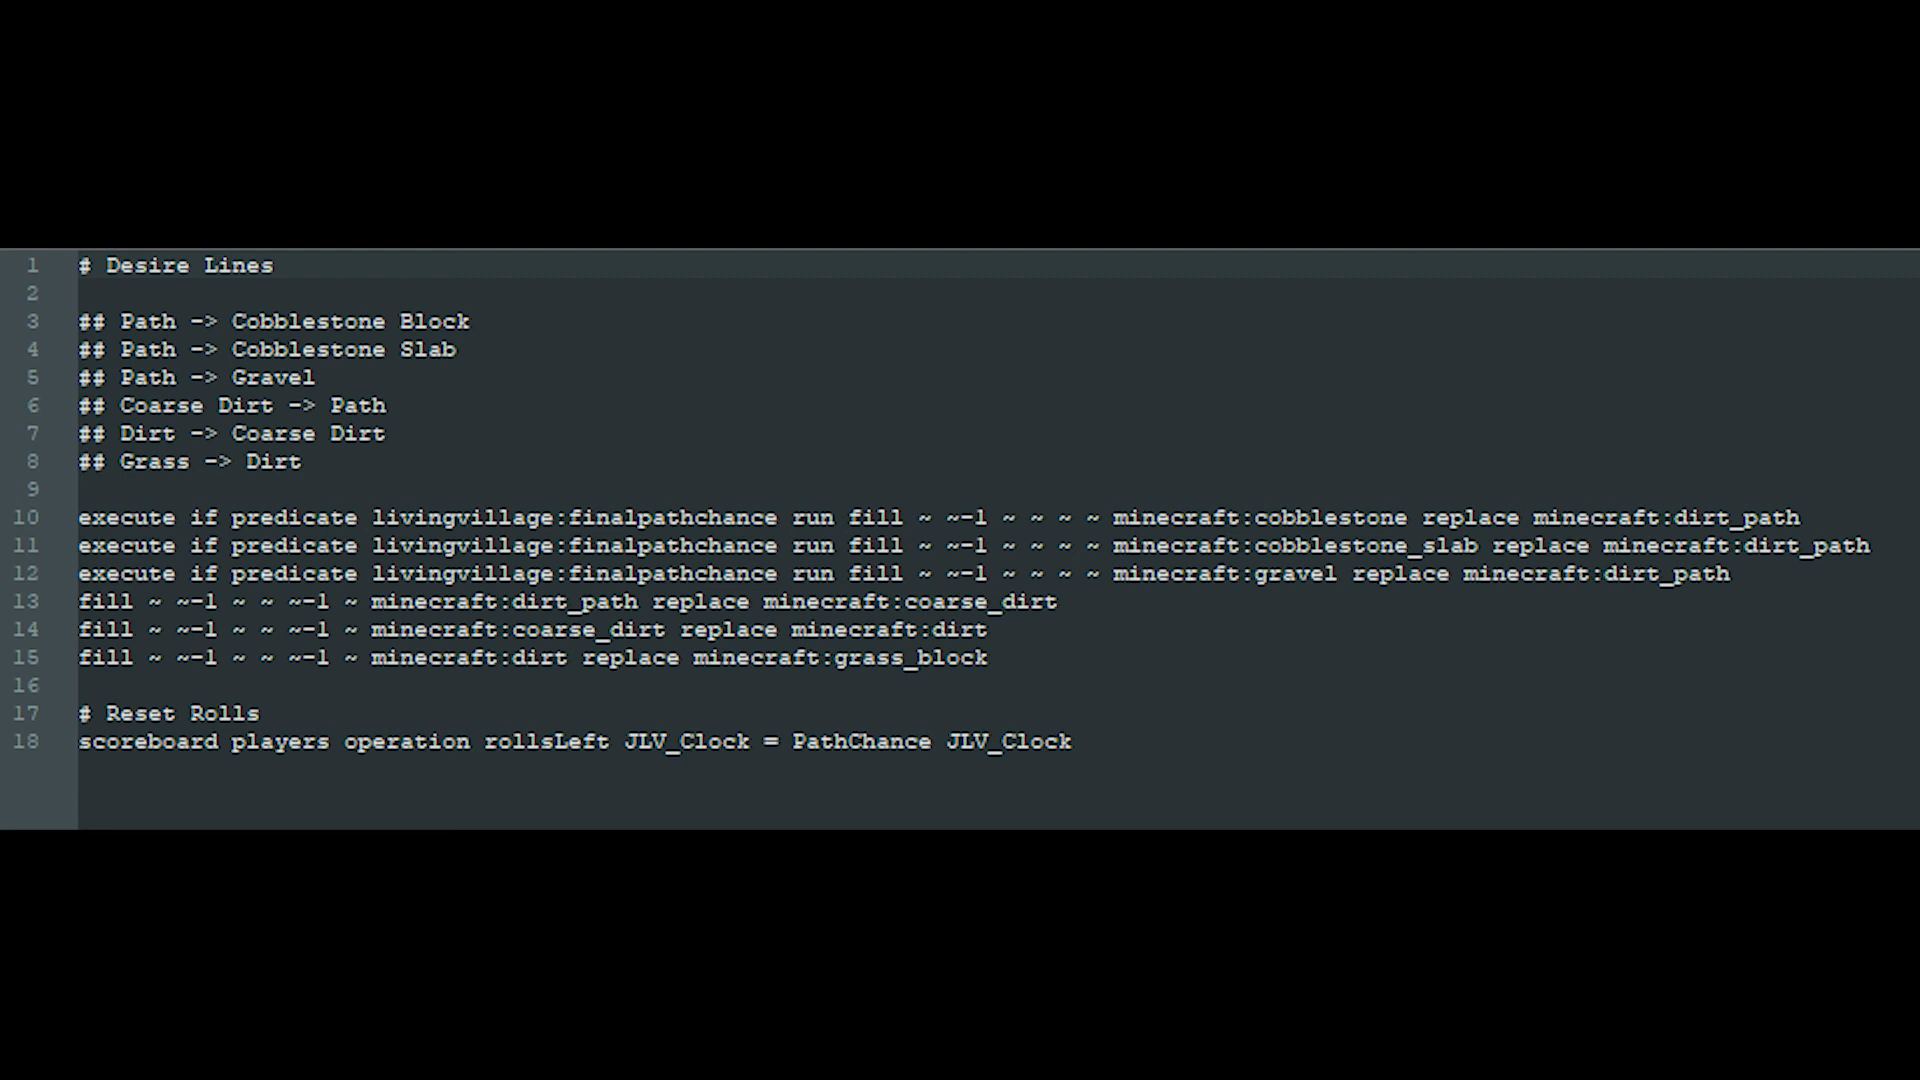 1 # Desire Lines
2
3 ## Path -> Cobblestone Block
4 ## Path -> Cobblestone Slab
5 ## Path -> Gravel
6 ## Coarse Dirt -> Path
7 ## Dirt -> Coarse Dirt
8 ## Grass -> Dirt
9
10 execute if predicate livingvillage:finalpathchance run fill ~ ~-1 ~ ~ ~ ~ minecraft:cobblestone replace minecraft:dirt_path
11 execute if predicate livingvillage:finalpathchance run fill ~ ~-1 ~ ~ ~ ~ minecraft:cobblestone_slab replace minecraft:dirt_path
12 execute if predicate livingvillage:finalpathchance run fill ~ ~-1 ~ ~ ~ ~ minecraft:gravel replace minecraft:dirt_path
13 fill ~ ~-1 ~ ~ ~-1 ~ minecraft:dirt_path replace minecraft:coarse_dirt
14 fill ~ ~-1 ~ ~ ~-1 ~ minecraft:coarse_dirt replace minecraft:dirt
15 fill ~ ~-1 ~ ~ ~-1 ~ minecraft:dirt replace minecraft:grass_block
16
17 # Reset Rolls
18 scoreboard players operation rollsLeft JLV_Clock = PathChance JLV_Clock